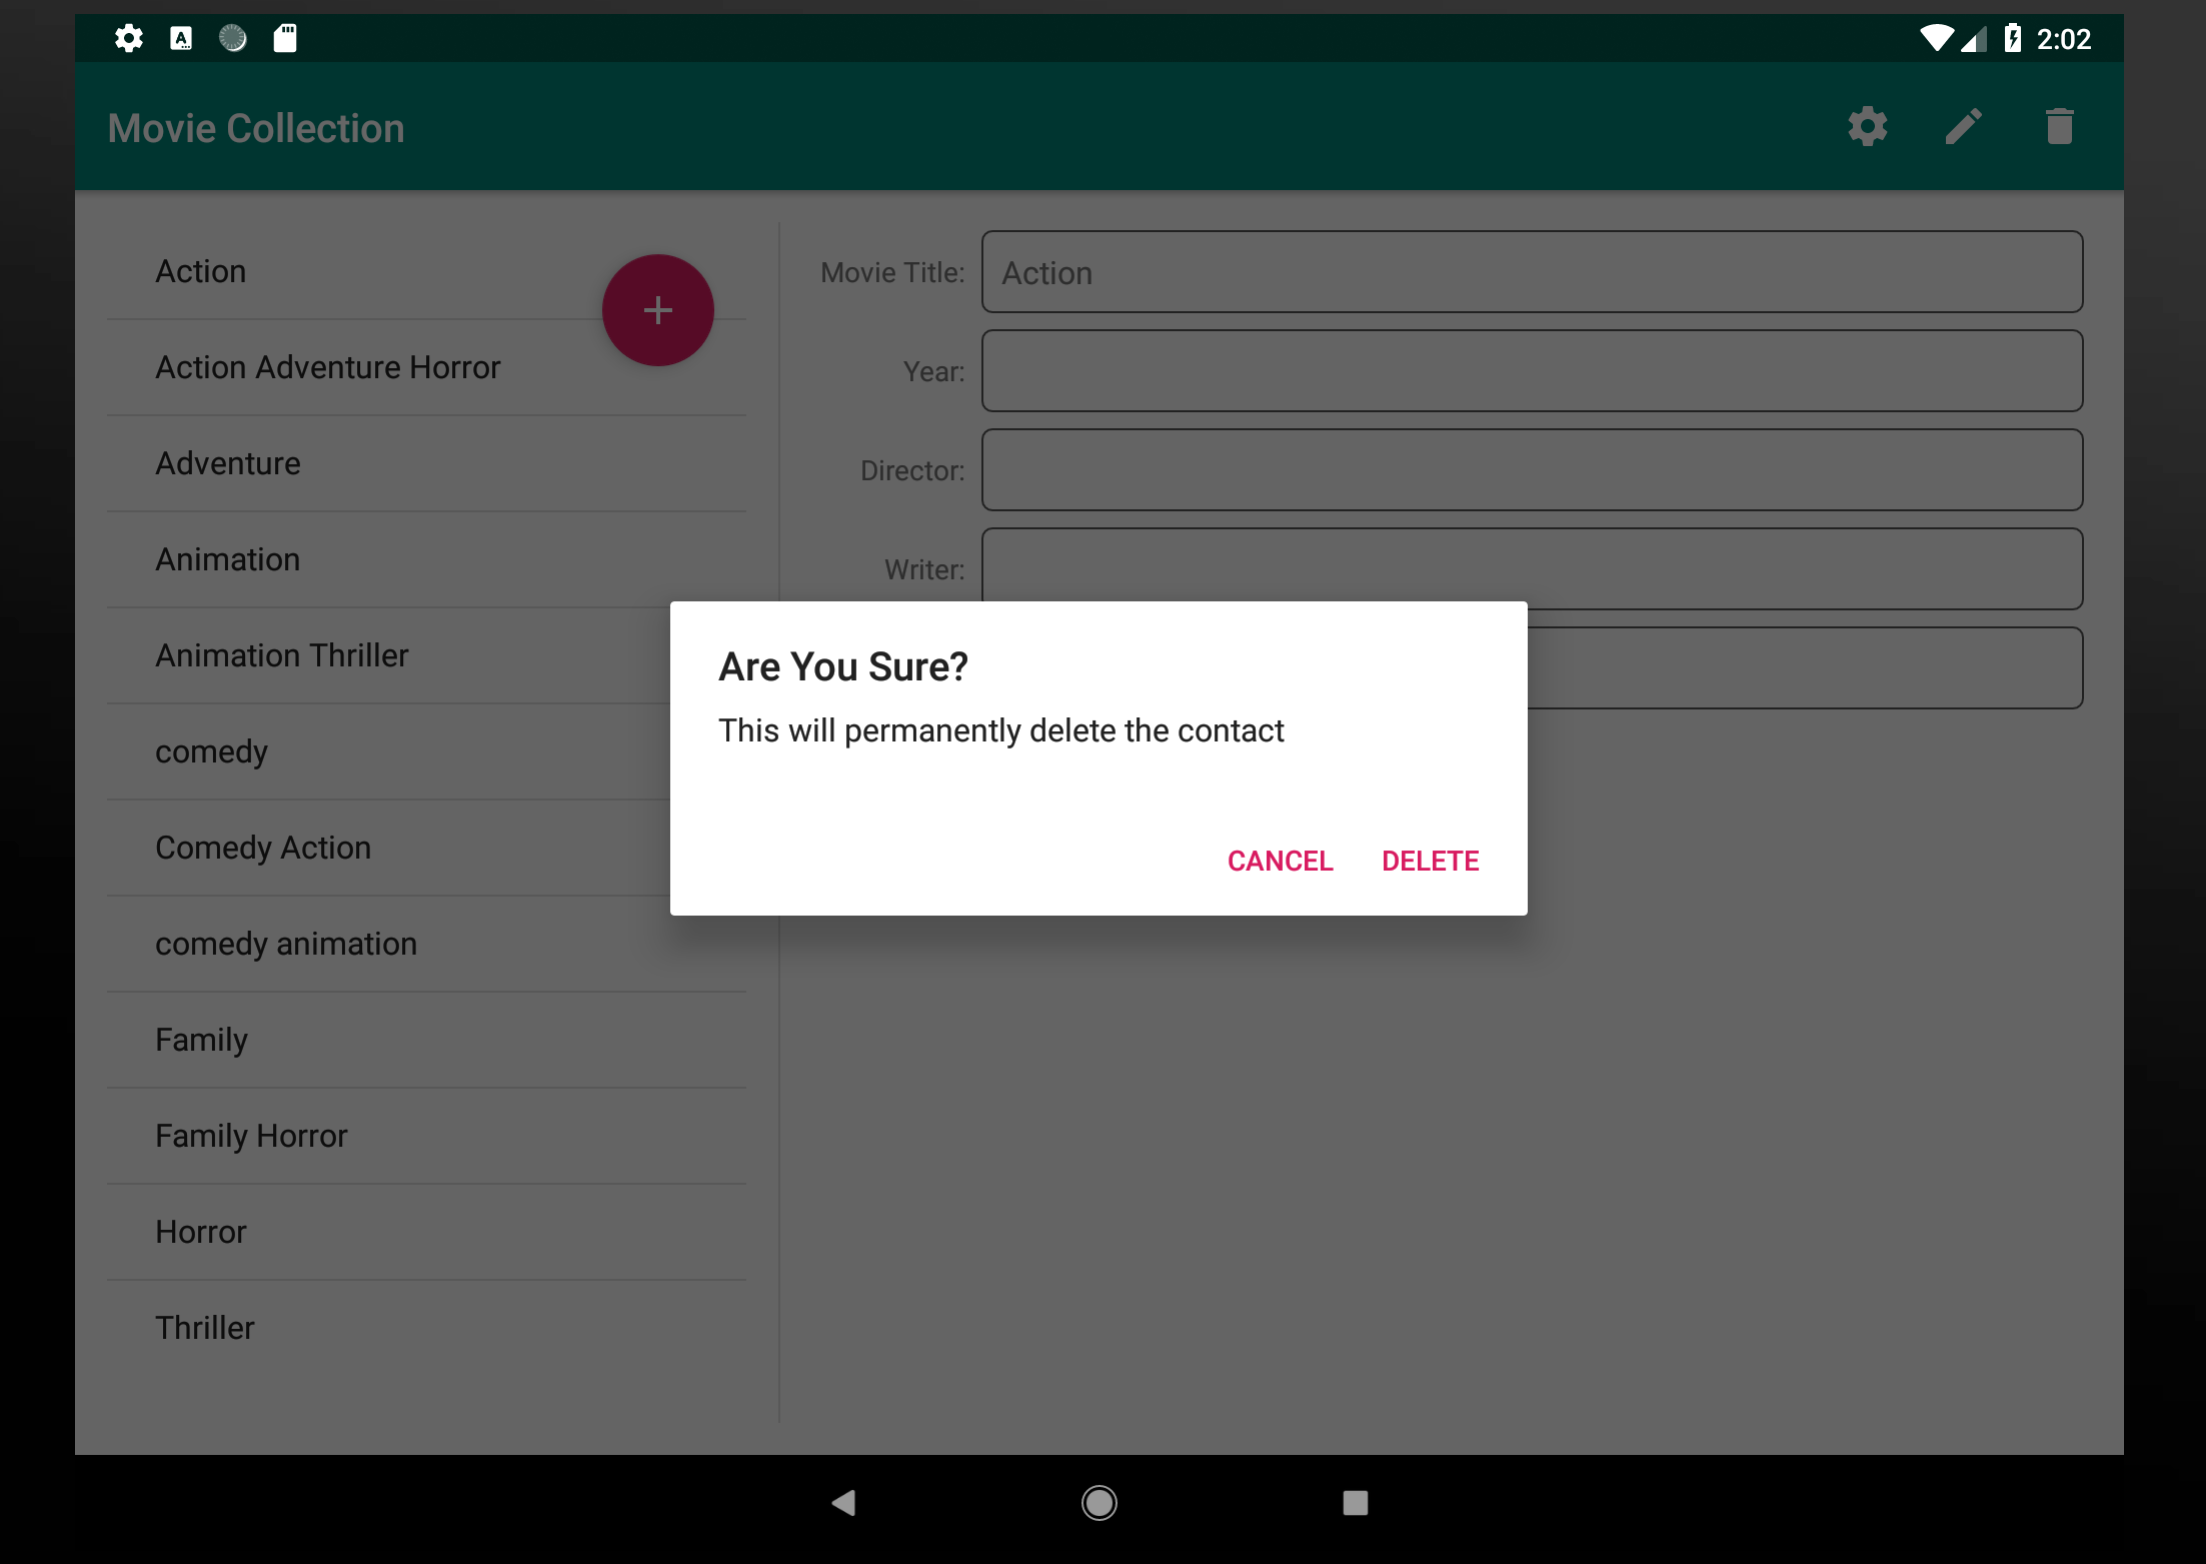 2:02
Movie Collection
Action
Action Adventure Horror
Adventure
Animation
Animation Thriller
comedy
Comedy Action
comedy animation
Family
Family Horror
Horror
Thriller
Movie Title: Action
Year:
Director:
Writer:
Are You Sure?
This will permanently delete the contact
CANCEL DELETE